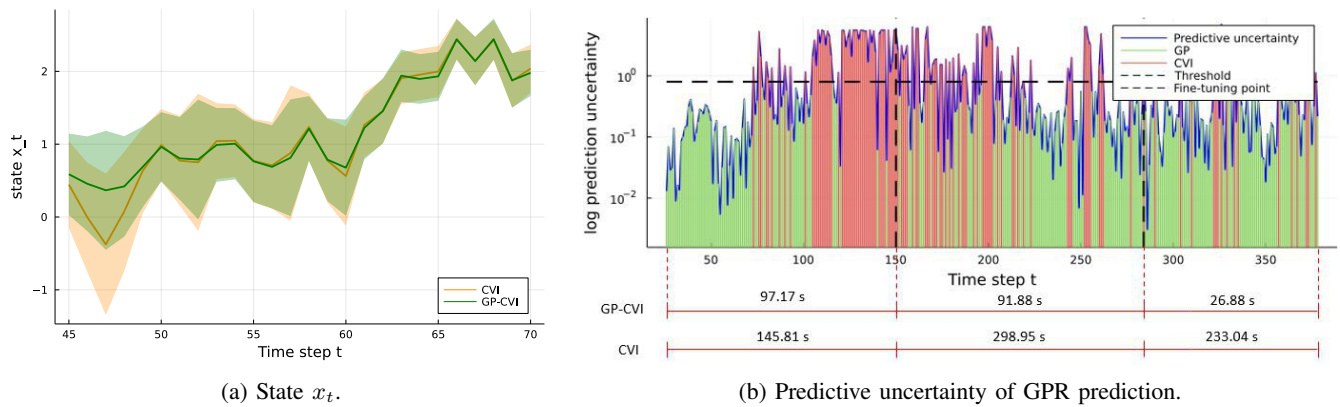 state x_t
2
1
0
−1
45
50
55
60
65
70
Time step t
CVI
GP-CVI
(a) State x_t.
log prediction uncertainty
10^0
10^−1
10^−2
Predictive uncertainty
GP
CVI
Threshold
Fine-tuning point
50
100
150
200
250
300
350
Time step t
GP-CVI
97.17 s
91.88 s
26.88 s
CVI
145.81 s
298.95 s
233.04 s
(b) Predictive uncertainty of GPR prediction.